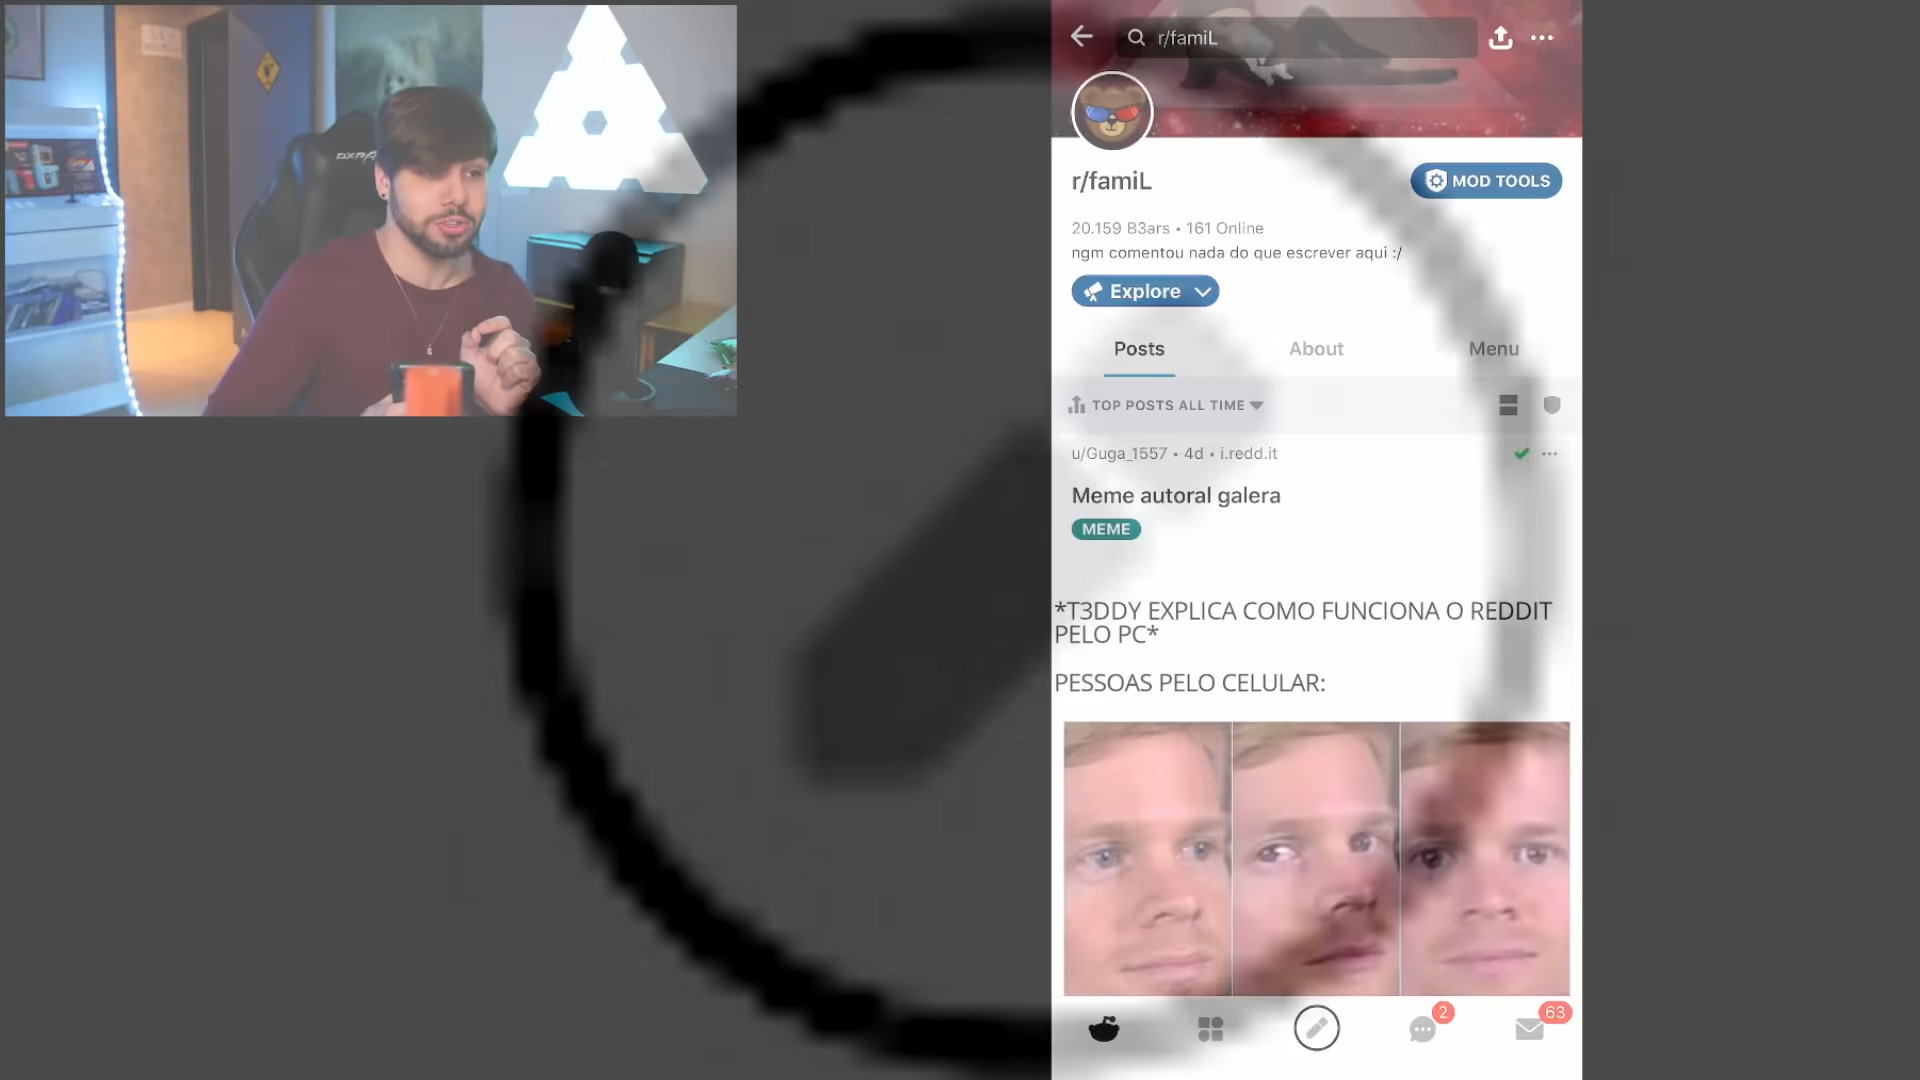 r/famiL
r/famiL
MOD TOOLS
20.159 B3ars • 161 Online
ngm comentou nada do que escrever aqui :/
Explore
Posts
About
Menu
TOP POSTS ALL TIME
u/Guga_1557 • 4d • i.redd.it
Meme autoral galera
MEME
*T3DDY EXPLICA COMO FUNCIONA O REDDIT
PELO PC*
PESSOAS PELO CELULAR:
2
63